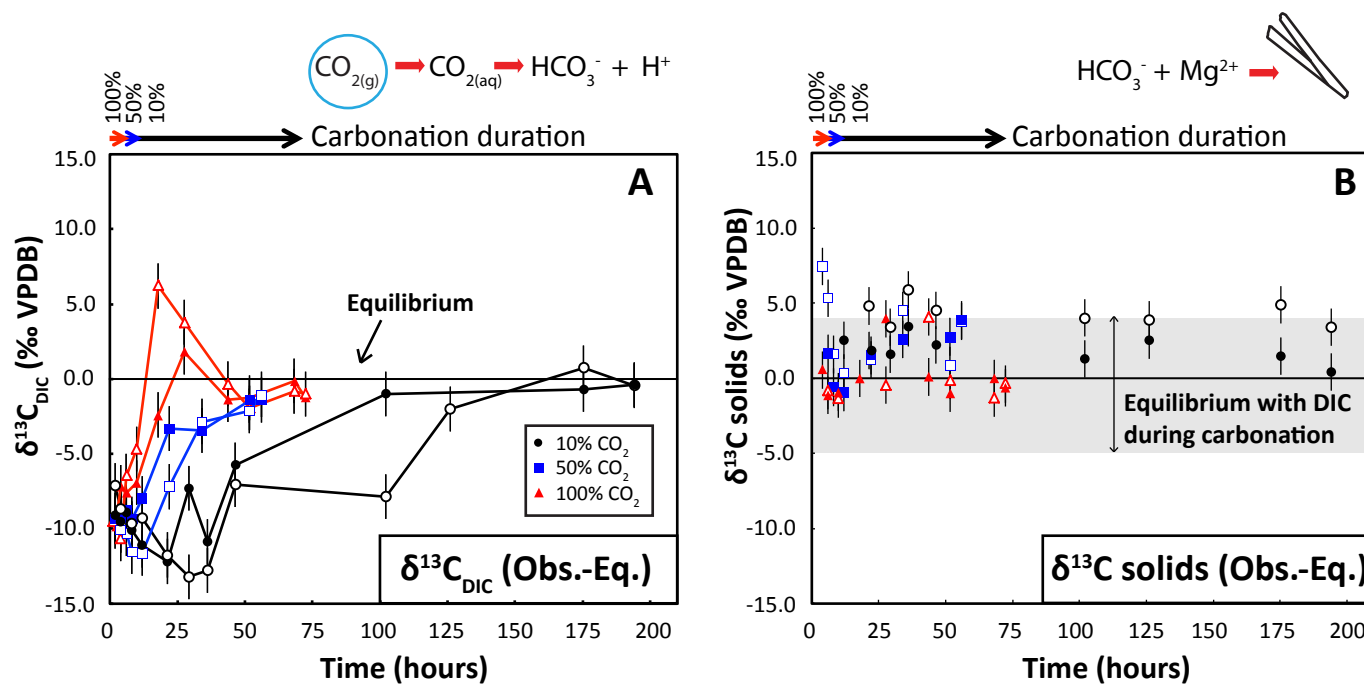 CO2(g) CO2(aq) HCO3- + H+
100%
50%
10%
Carbonation duration
A
15.0
10.0
5.0
0.0
-5.0
-10.0
-15.0
δ13CDIC (‰ VPDB)
Equilibrium
10% CO2
50% CO2
100% CO2
δ13CDIC (Obs.-Eq.)
0 25 50 75 100 125 150 175 200
Time (hours)
HCO3- + Mg2+
100%
50%
10%
Carbonation duration
B
15.0
10.0
5.0
0.0
-5.0
-10.0
-15.0
δ13C solids (‰ VPDB)
Equilibrium with DIC
during carbonation
δ13C solids (Obs.-Eq.)
0 25 50 75 100 125 150 175 200
Time (hours)